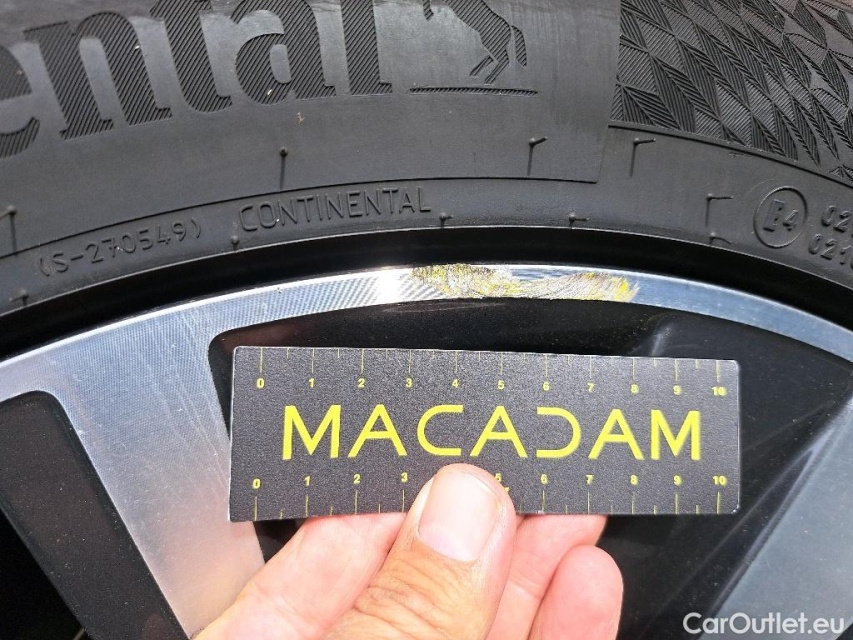 ental
(S-270549) CONTINENTAL
E4
0 1 2 3 4 5 6 7 8 9 10
MACADAM
0 1 2 3 5 6 7 8 9 10
CarOutlet.eu